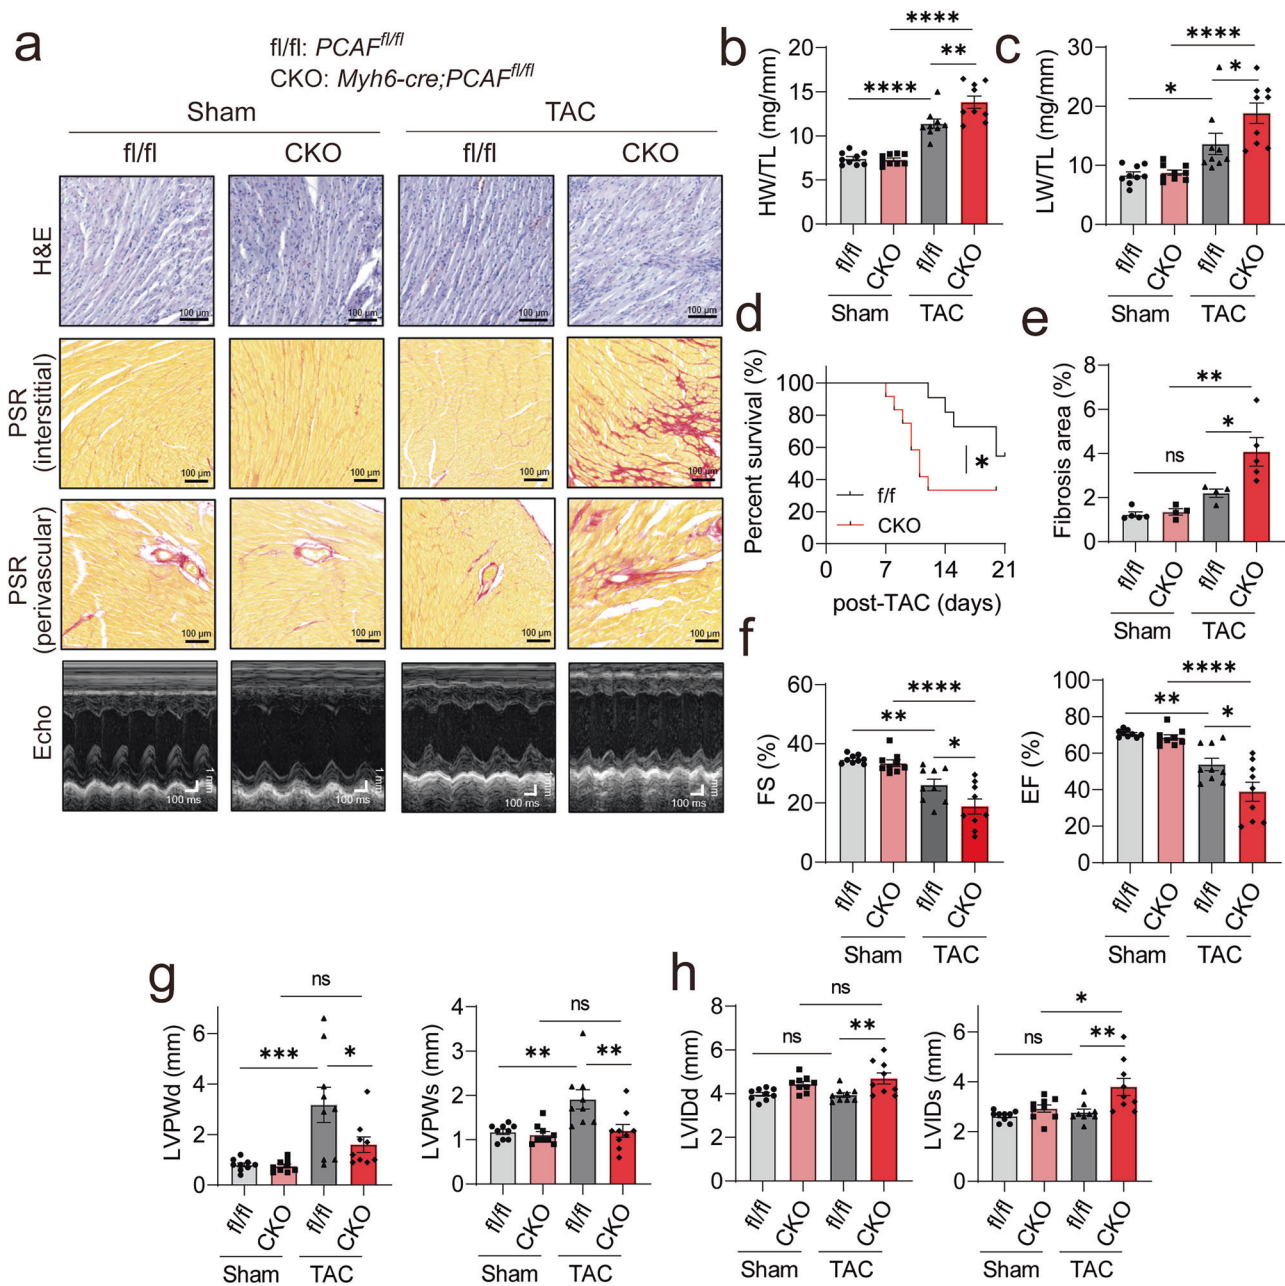 a
fl/fl: PCAFfl/fl
CKO: Myh6-cre;PCAFfl/fl
Sham TAC
fl/fl CKO fl/fl CKO
H&E
100 µm 100 µm 100 µm 100 µm
PSR
(interstitial)
100 µm 100 µm 100 µm 100 µm
PSR
(perivascular)
100 µm 100 µm 100 µm 100 µm
Echo
1 mm 1 mm 1 mm 1 mm
100 ms 100 ms 100 ms 100 ms
b
HW/TL (mg/mm)
20
15
10
5
0
****
****
**
fl/fl CKO fl/fl CKO
Sham TAC
c
LW/TL (mg/mm)
30
20
10
0
****
*
*
fl/fl CKO fl/fl CKO
Sham TAC
d
Percent survival (%)
100
80
60
40
20
0
*
f/f
CKO
0 7 14 21
post-TAC (days)
e
Fibrosis area (%)
8
6
4
2
0
**
*
ns
fl/fl CKO fl/fl CKO
Sham TAC
f
FS (%)
60
40
20
0
****
**
*
fl/fl CKO fl/fl CKO
Sham TAC
EF (%)
100
80
60
40
20
0
****
**
*
fl/fl CKO fl/fl CKO
Sham TAC
g
LVPWd (mm)
6
4
2
0
ns
***
*
fl/fl CKO fl/fl CKO
Sham TAC
LVPWs (mm)
4
3
2
1
0
ns
**
**
fl/fl CKO fl/fl CKO
Sham TAC
h
LVIDd (mm)
8
6
4
2
0
ns
ns
**
fl/fl CKO fl/fl CKO
Sham TAC
LVIDs (mm)
6
4
2
0
*
ns
**
fl/fl CKO fl/fl CKO
Sham TAC